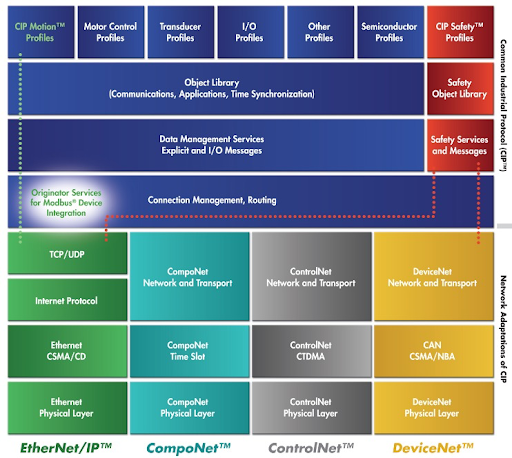 CIP Motion™
Profiles
Motor Control
Profiles
Transducer
Profiles
I/O
Profiles
Other
Profiles
Semiconductor
Profiles
CIP Safety™
Profiles
Object Library
(Communications, Applications, Time Synchronization)
Safety
Object Library
Data Management Services
Explicit and I/O Messages
Safety Services
and Messages
Originator Services
for Modbus® Device
Integration
Connection Management, Routing
Common Industrial Protocol (CIP™)
TCP/UDP
Internet Protocol
CompoNet
Network and Transport
ControlNet
Network and Transport
DeviceNet
Network and Transport
Ethernet
CSMA/CD
CompoNet
Time Slot
ControlNet
CTDMA
CAN
CSMA/NBA
Ethernet
Physical Layer
CompoNet
Physical Layer
ControlNet
Physical Layer
DeviceNet
Physical Layer
Network Adaptations of CIP
EtherNet/IP™
CompoNet™
ControlNet™
DeviceNet™